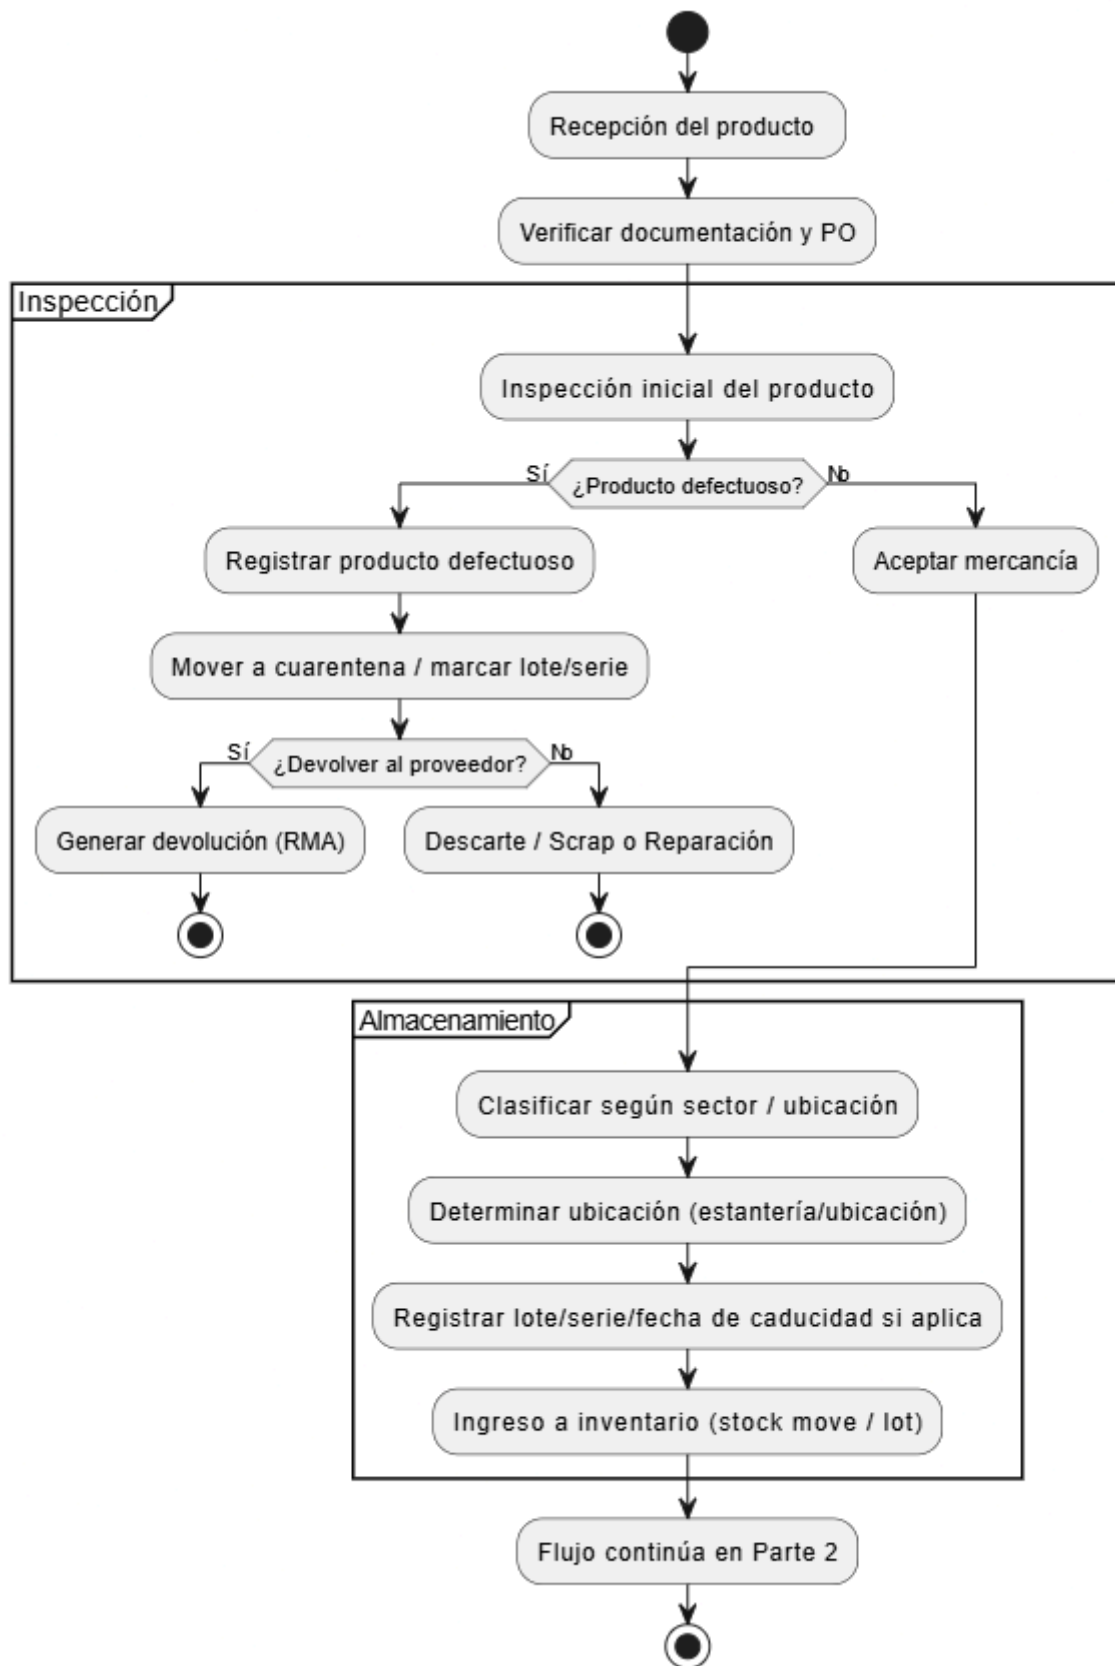 Recepción del producto
Verificar documentación y PO
Inspección
Inspección inicial del producto
Sí
¿Producto defectuoso?
No
Registrar producto defectuoso
Aceptar mercancía
Mover a cuarentena / marcar lote/serie
Sí
¿Devolver al proveedor?
No
Generar devolución (RMA)
Descarte / Scrap o Reparación
Almacenamiento
Clasificar según sector / ubicación
Determinar ubicación (estantería/ubicación)
Registrar lote/serie/fecha de caducidad si aplica
Ingreso a inventario (stock move / lot)
Flujo continúa en Parte 2